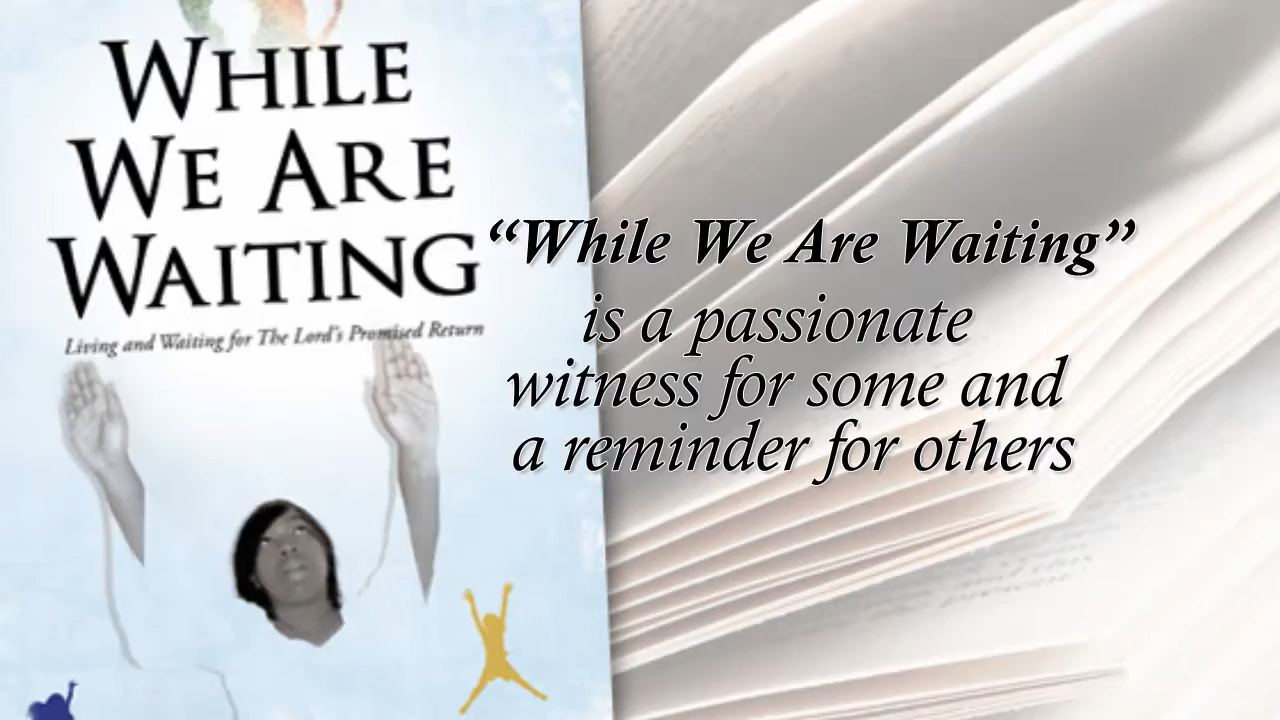 WHILE
WE ARE
WAITING
Living and Waiting for The Lord's Promised Return
“While We Are Waiting”
is a passionate
witness for some and
a reminder for others